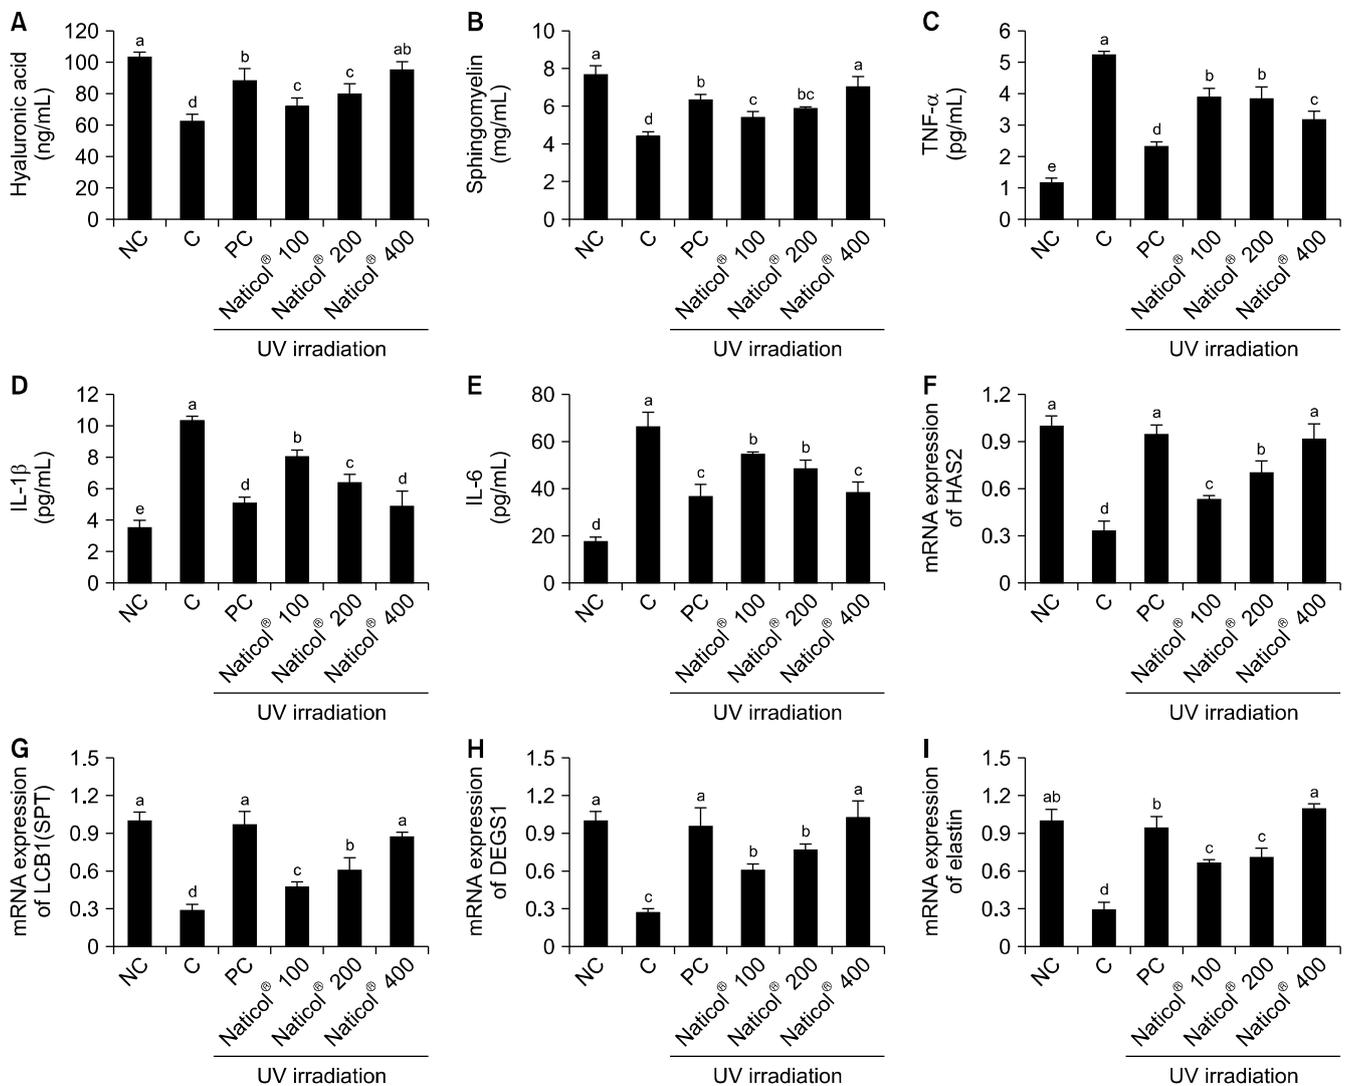 A
Hyaluronic acid
(ng/mL)
120
100
80
60
40
20
0
a
d
b
c
c
ab
NC
C
PC
Naticol® 100
Naticol® 200
Naticol® 400
UV irradiation
B
Sphingomyelin
(mg/mL)
10
8
6
4
2
0
a
d
b
c
bc
a
NC
C
PC
Naticol® 100
Naticol® 200
Naticol® 400
UV irradiation
C
TNF-α
(pg/mL)
6
5
4
3
2
1
0
e
a
d
b
b
c
NC
C
PC
Naticol® 100
Naticol® 200
Naticol® 400
UV irradiation
D
IL-1β
(pg/mL)
12
10
8
6
4
2
0
e
a
d
b
c
d
NC
C
PC
Naticol® 100
Naticol® 200
Naticol® 400
UV irradiation
E
IL-6
(pg/mL)
80
60
40
20
0
d
a
c
b
b
c
NC
C
PC
Naticol® 100
Naticol® 200
Naticol® 400
UV irradiation
F
mRNA expression
of HAS2
1.2
0.9
0.6
0.3
0
a
d
a
c
b
a
NC
C
PC
Naticol® 100
Naticol® 200
Naticol® 400
UV irradiation
G
mRNA expression
of LCB1(SPT)
1.5
1.2
0.9
0.6
0.3
0
a
d
a
c
b
a
NC
C
PC
Naticol® 100
Naticol® 200
Naticol® 400
UV irradiation
H
mRNA expression
of DEGS1
1.5
1.2
0.9
0.6
0.3
0
a
c
a
b
b
a
NC
C
PC
Naticol® 100
Naticol® 200
Naticol® 400
UV irradiation
I
mRNA expression
of elastin
1.5
1.2
0.9
0.6
0.3
0
ab
d
b
c
c
a
NC
C
PC
Naticol® 100
Naticol® 200
Naticol® 400
UV irradiation